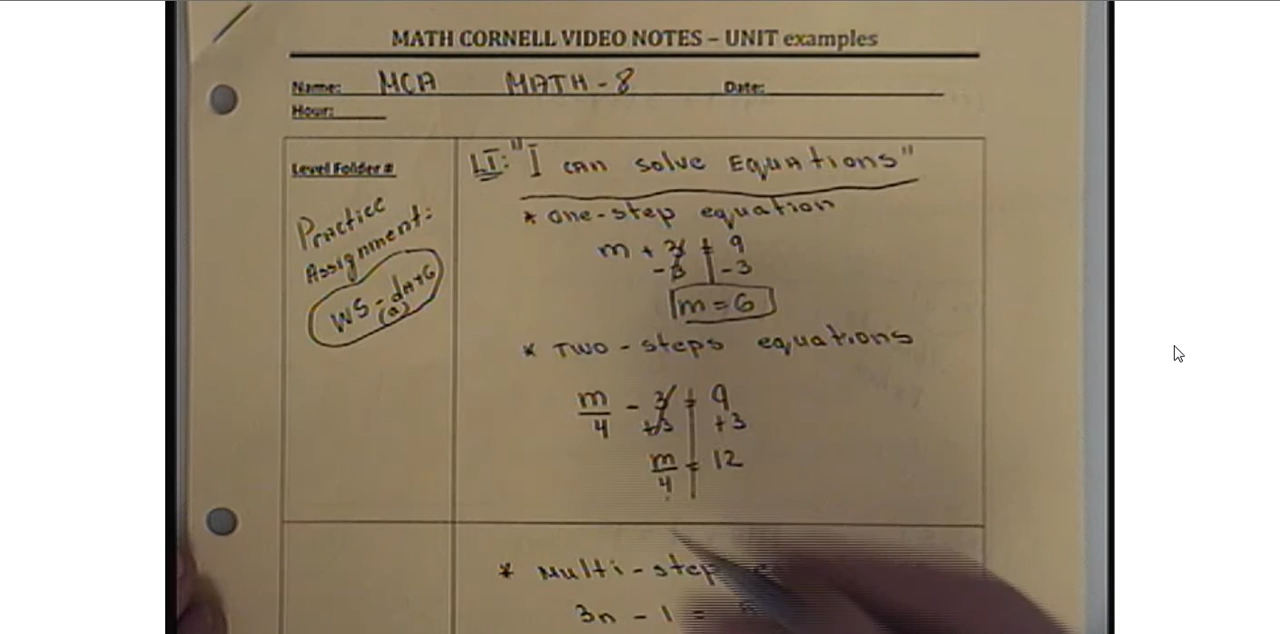 MATH CORNELL VIDEO NOTES – UNIT examples
Name: MCA MATH - 8 Date:
Hour:
Level Folder #
Practice
Assignment:
WS - 
(a)
LT: "I CAN SOLVE EQUATIONS"
* One-step equation
m + 3 = 9
-3 | -3
m = 6
* TWO - steps equations
m/4 - 3 = 9
+3 +3
m/4 = 12
* Multi-step
3n - 1 =